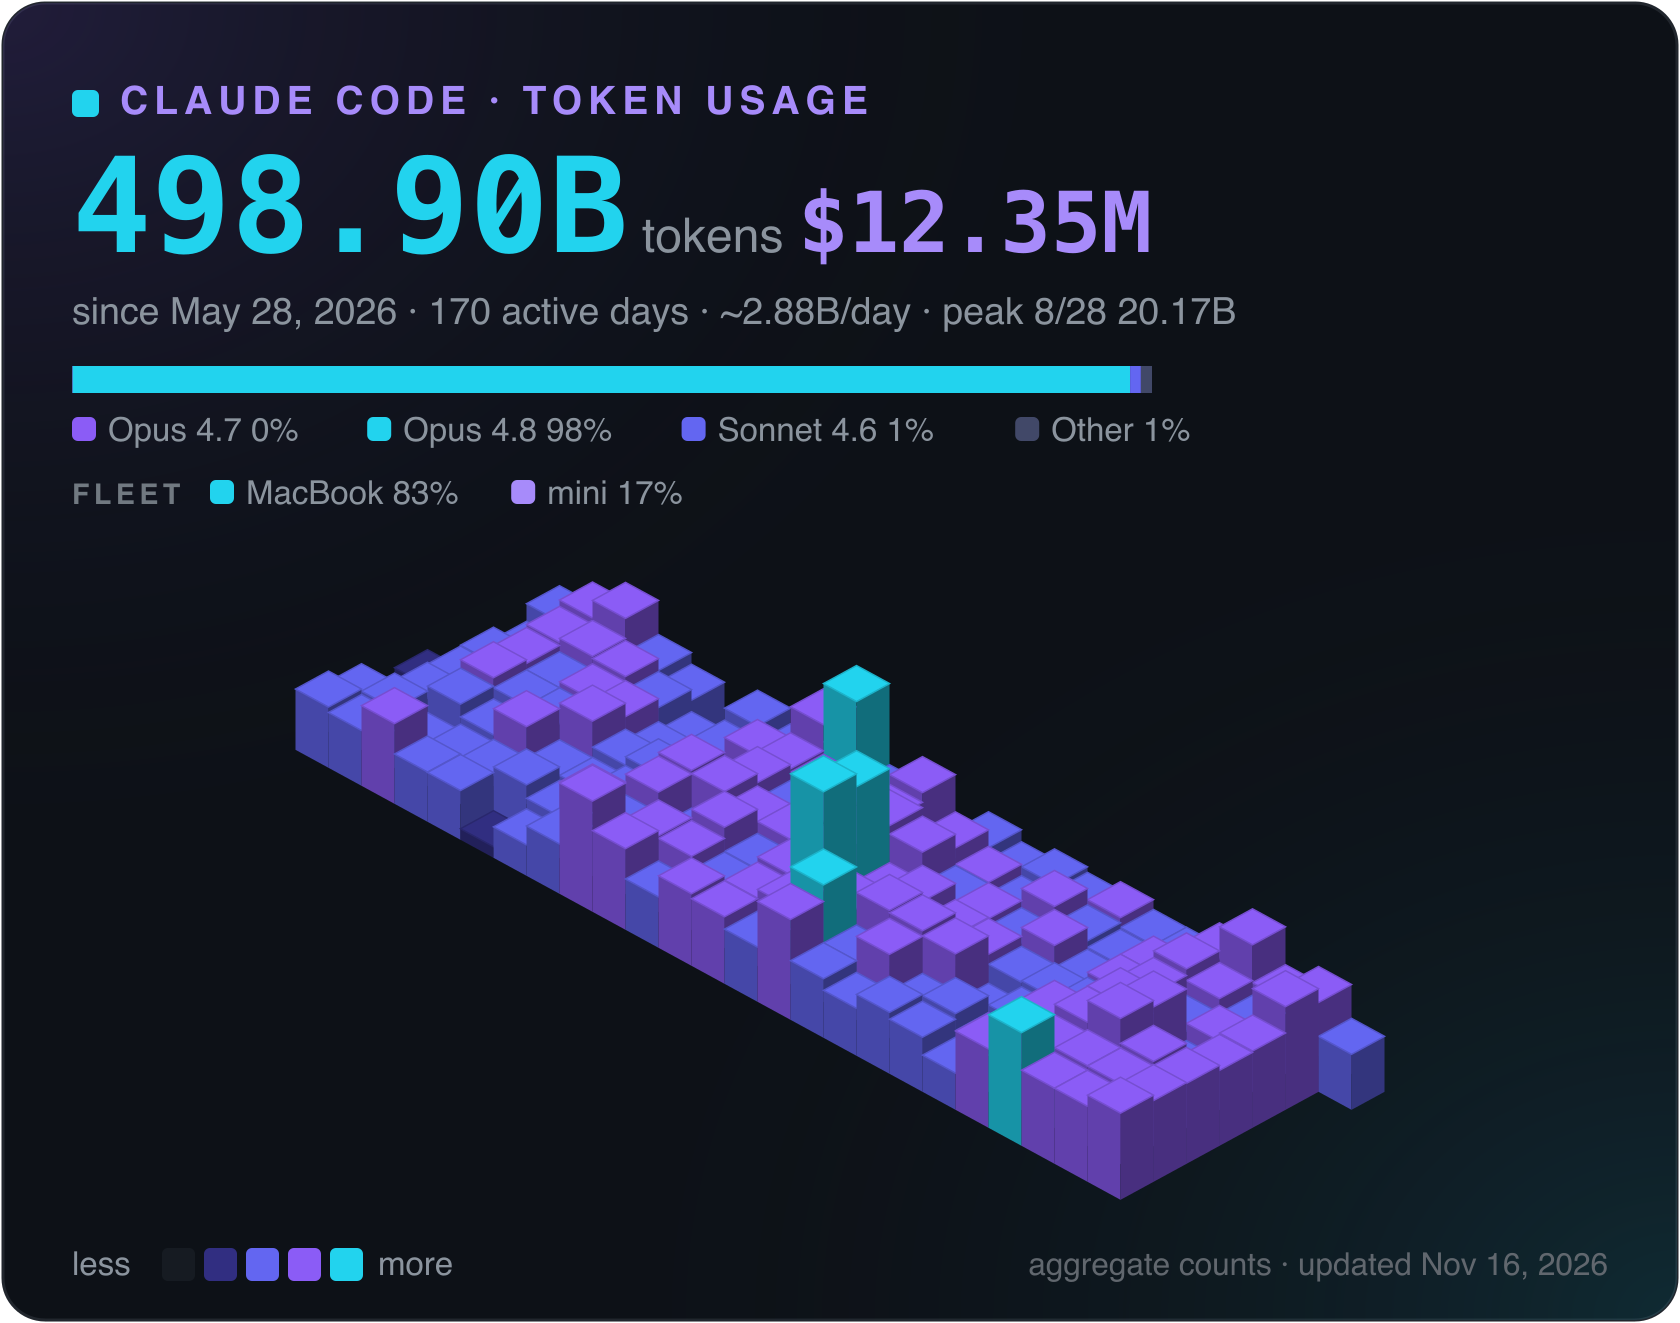 CLAUDE CODE · TOKEN USAGE
498.90B tokens $12.35M
since May 28, 2026 · 170 active days · ~2.88B/day · peak 8/28 20.17B
Opus 4.7 0% Opus 4.8 98% Sonnet 4.6 1% Other 1%
FLEET MacBook 83% mini 17%
less more
aggregate counts · updated Nov 16, 2026